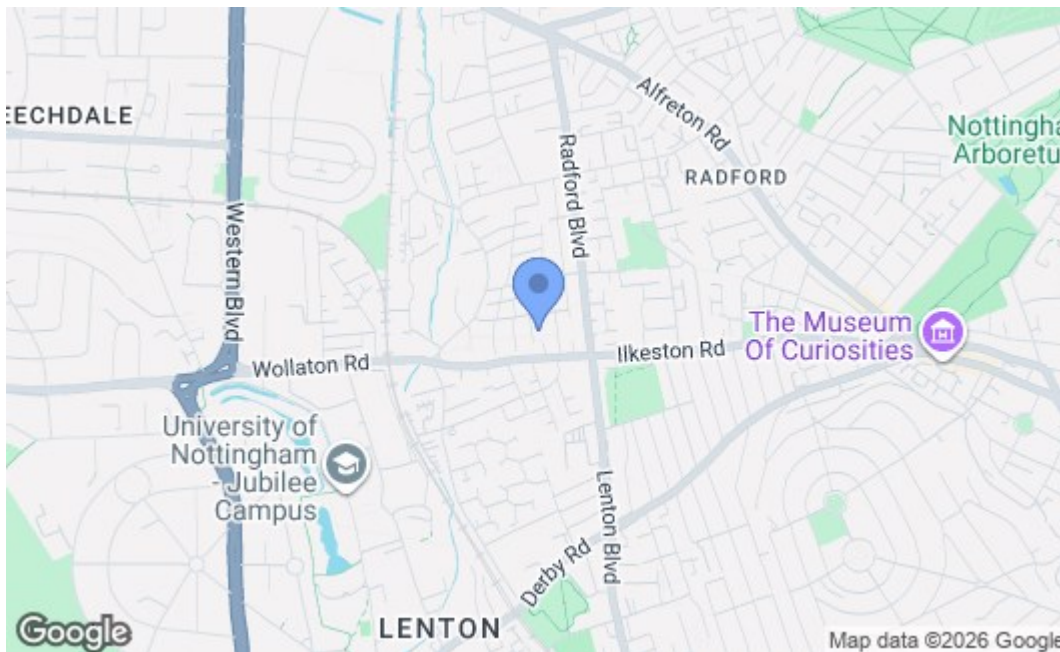 EECHDALE
Alfreton Rd
Nottingha
Arboretu
Radford Blvd
RADFORD
Western Blvd
The Museum
Of Curiosities
Ilkeston Rd
Wollaton Rd
University of
Nottingham
- Jubilee
Campus
Lenton Blvd
Derby Rd
LENTON
Google
Map data ©2026 Google